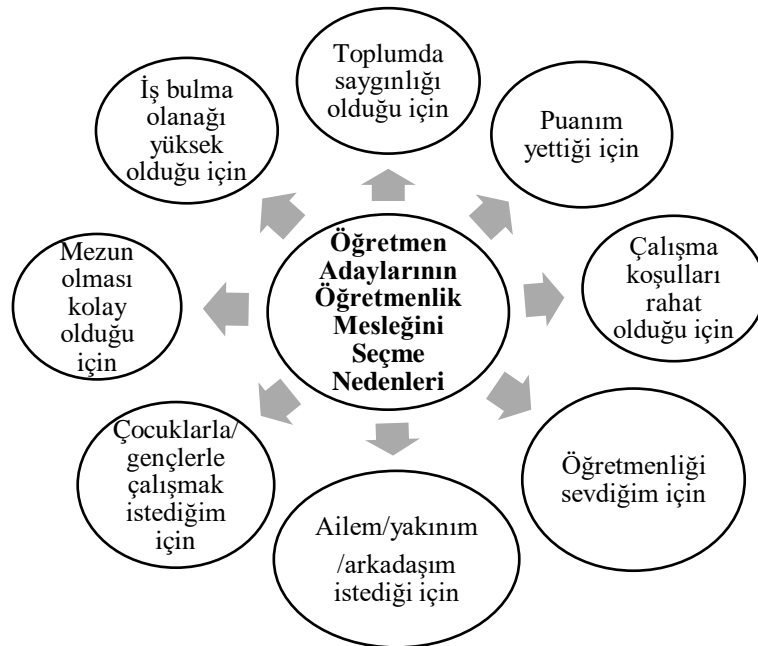 Toplumda
saygınlığı
olduğu için
İş bulma
olanağı
yüksek
olduğu için
Puanım
yettiği için
Mezun
olması
kolay
olduğu
için
Öğretmen
Adaylarının
Öğretmenlik
Mesleğini
Seçme
Nedenleri
Çalışma
koşulları
rahat
olduğu için
Çocuklarla/
gençlerle
çalışmak
istediğim
için
Ailem/yakınım
/arkadaşım
istediği için
Öğretmenliği
sevdiğim için